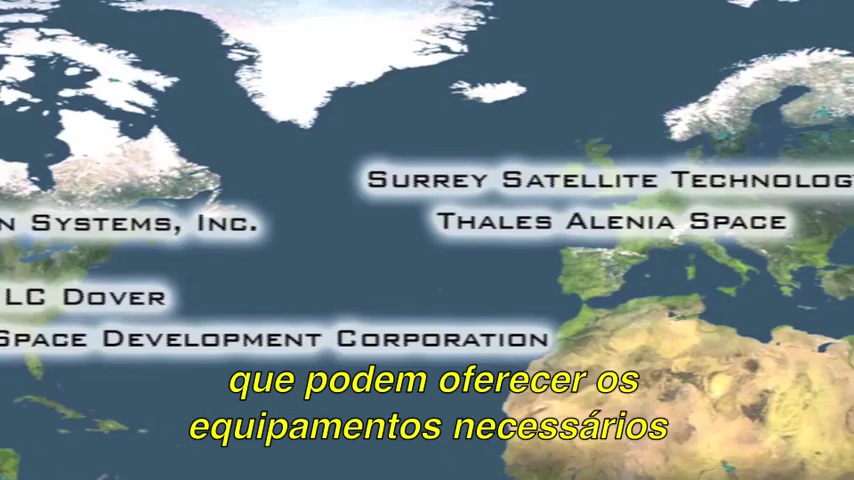 SURREY SATELLITE TECHNOLOG
THALES ALENIA SPACE
N SYSTEMS, INC.
LC DOVER
SPACE DEVELOPMENT CORPORATION
que podem oferecer os
equipamentos necessários